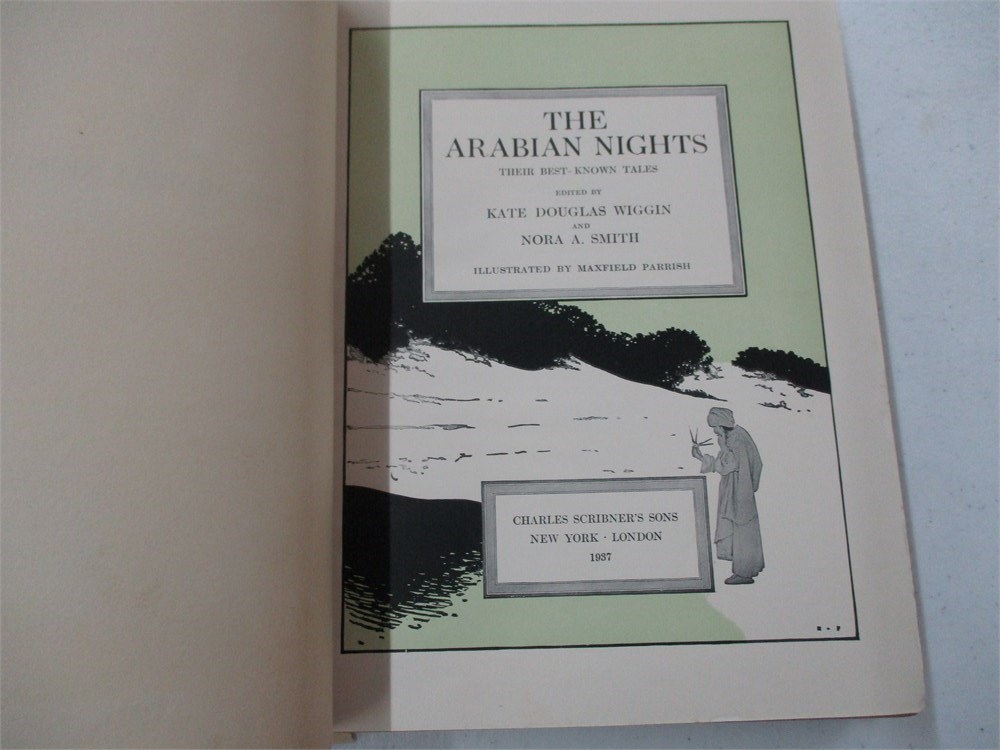 THE
ARABIAN NIGHTS
THEIR BEST-KNOWN TALES
EDITED BY
KATE DOUGLAS WIGGIN
AND
NORA A. SMITH
ILLUSTRATED BY MAXFIELD PARRISH
CHARLES SCRIBNER'S SONS
NEW YORK · LONDON
1937